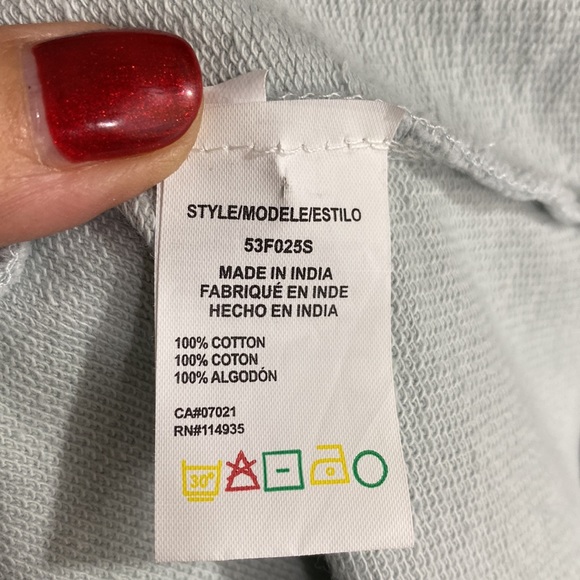 STYLE/MODELE/ESTILO
53F025S
MADE IN INDIA
FABRIQUÉ EN INDE
HECHO EN INDIA
100% COTTON
100% COTON
100% ALGODÓN
CA#07021
RN#114935
30°